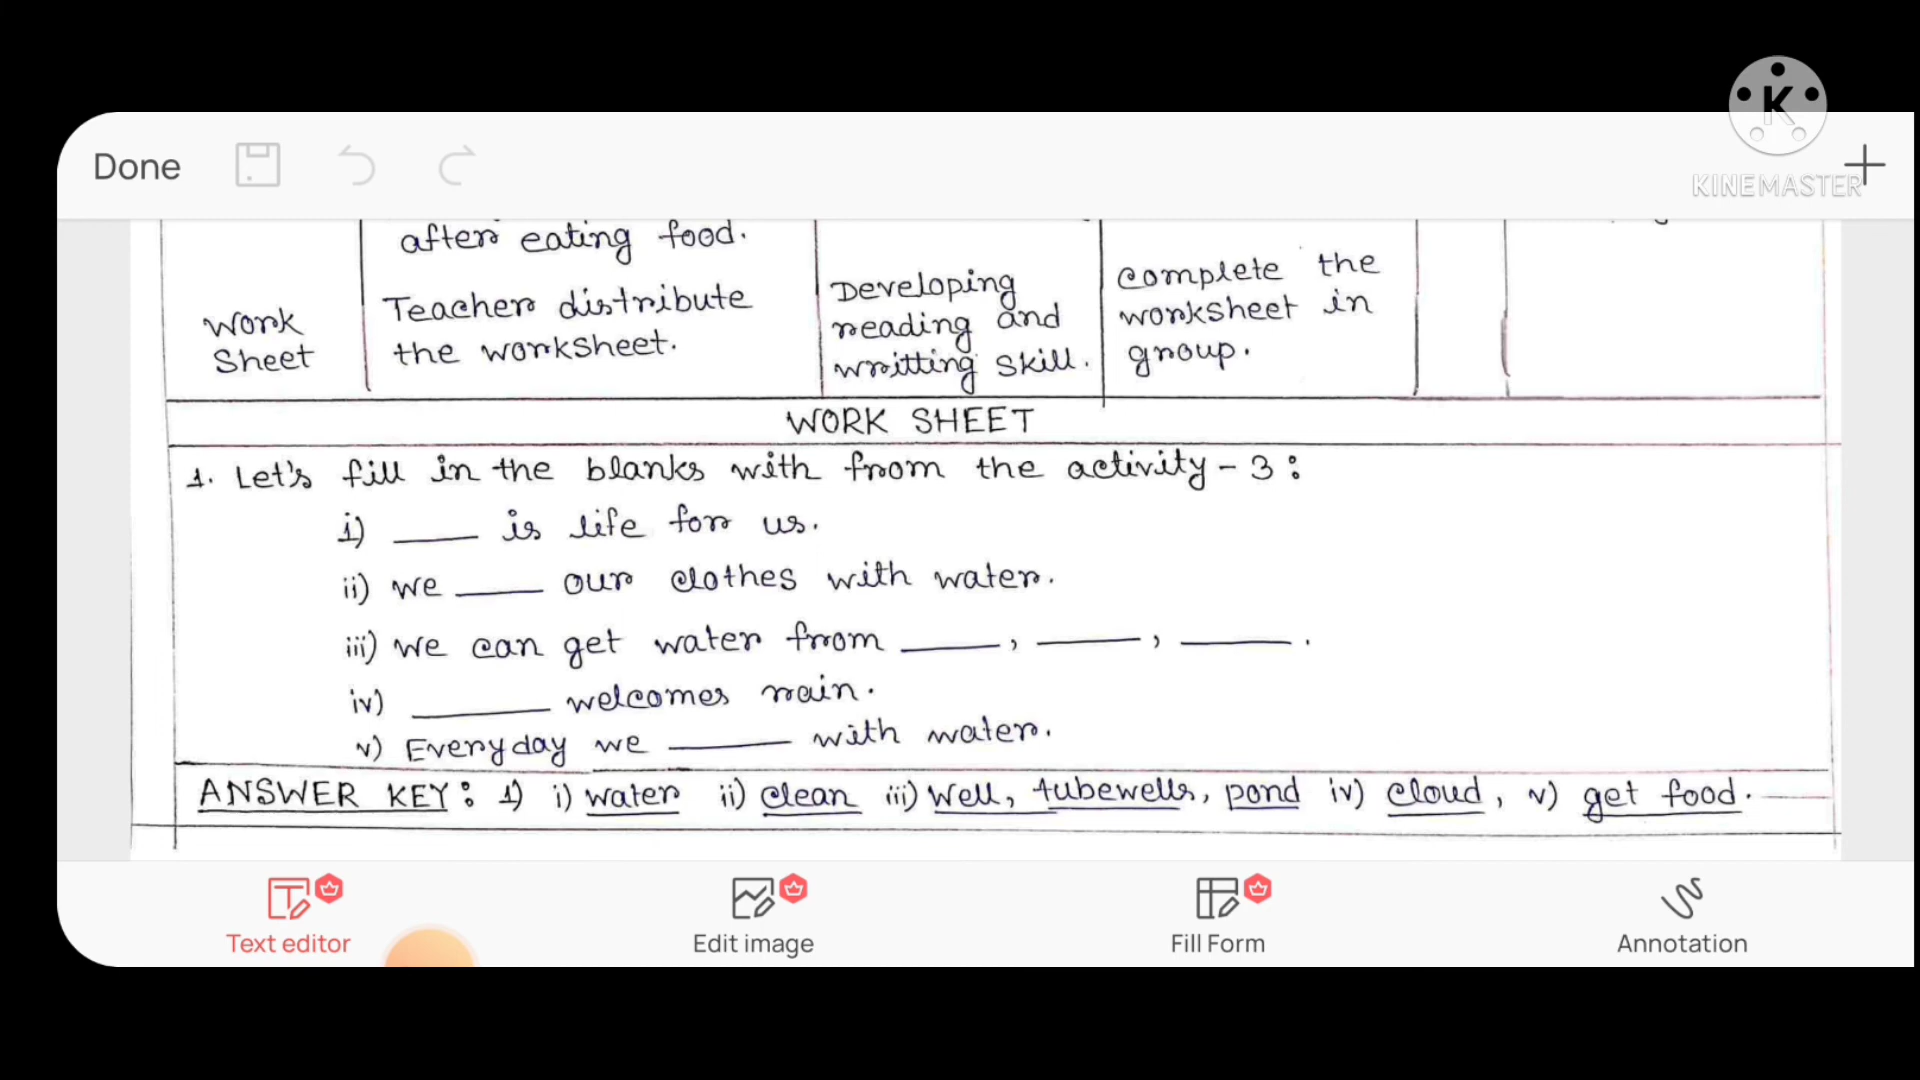 KINEMASTER
Done
after eating food.
Work
Sheet
Teacher distribute
the worksheet.
Developing
reading and
writting skill.
complete the
worksheet in
group.
WORK SHEET
1. Let's fill in the blanks with from the activity - 3:
i) ____ is life for us.
ii) we ____ our clothes with water.
iii) we can get water from ____, ____, ____.
iv) ____ welcomes rain.
v) Everyday we ____ with water.
ANSWER KEY: 1) i) water ii) clean iii) well, tubewells, pond iv) cloud, v) get food.
Text editor
Edit image
Fill Form
Annotation